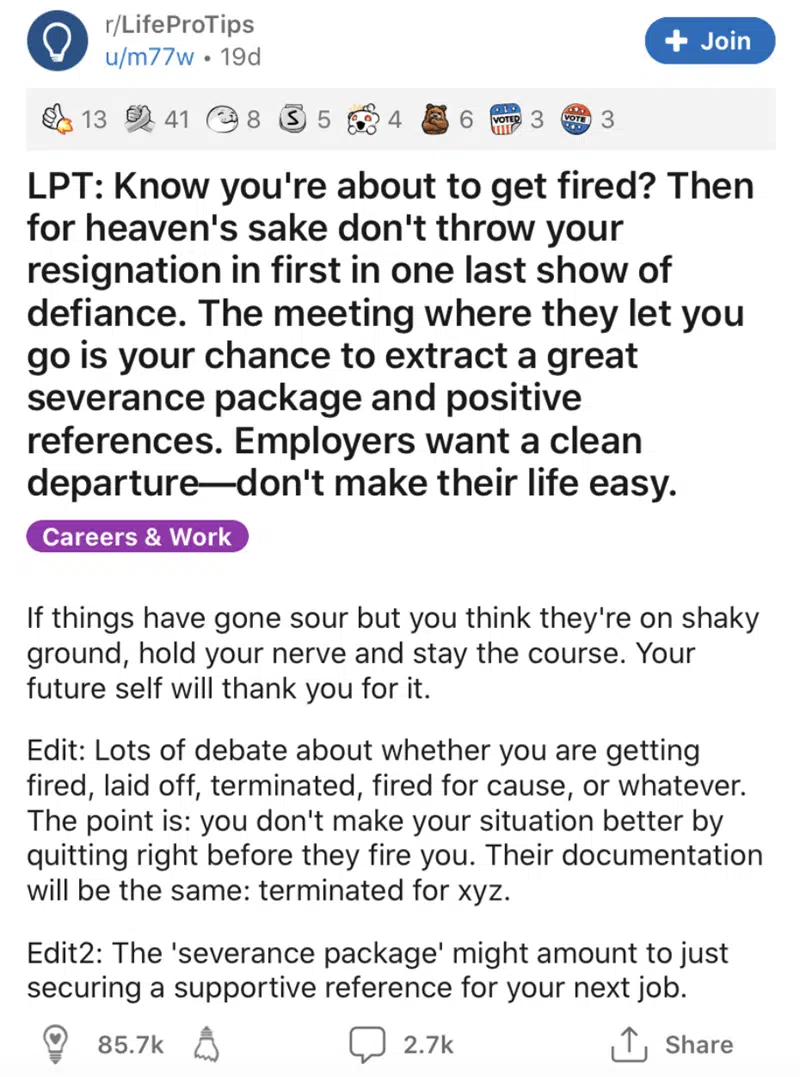 r/LifeProTips
u/m77w • 19d
Join
13 41 8 S 5 4 6 VOTED 3 VOTE 3
LPT: Know you're about to get fired? Then
for heaven's sake don't throw your
resignation in first in one last show of
defiance. The meeting where they let you
go is your chance to extract a great
severance package and positive
references. Employers want a clean
departure—don't make their life easy.
Careers & Work
If things have gone sour but you think they're on shaky
ground, hold your nerve and stay the course. Your
future self will thank you for it.
Edit: Lots of debate about whether you are getting
fired, laid off, terminated, fired for cause, or whatever.
The point is: you don't make your situation better by
quitting right before they fire you. Their documentation
will be the same: terminated for xyz.
Edit2: The 'severance package' might amount to just
securing a supportive reference for your next job.
85.7k 2.7k Share